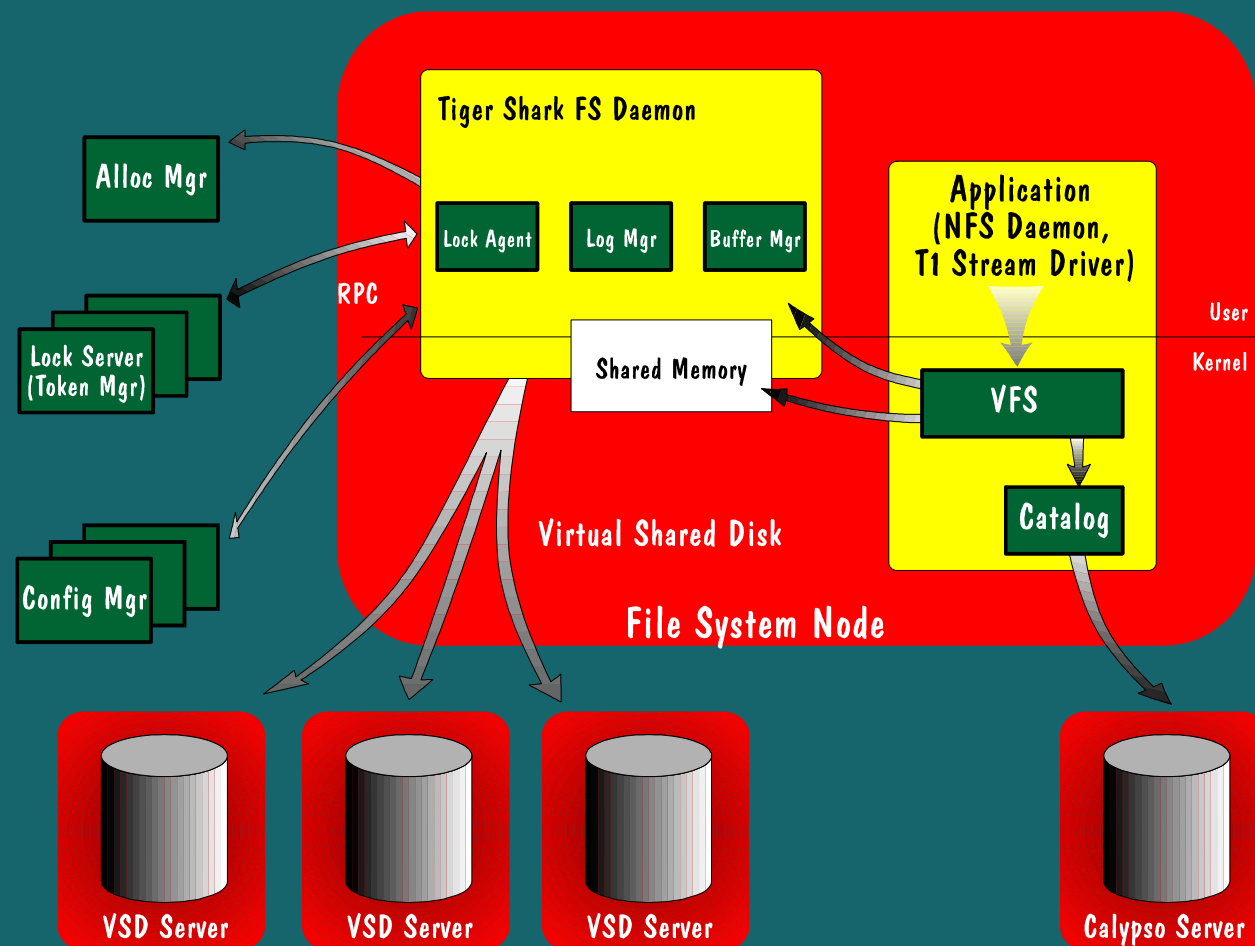 Tiger Shark FS Daemon
Alloc Mgr
Application
(NFS Daemon,
T1 Stream Driver)
Lock Agent
Log Mgr
Buffer Mgr
RPC
User
Lock Server
(Token Mgr)
Shared Memory
Kernel
VFS
Catalog
Virtual Shared Disk
Config Mgr
File System Node
VSD Server
VSD Server
VSD Server
Calypso Server